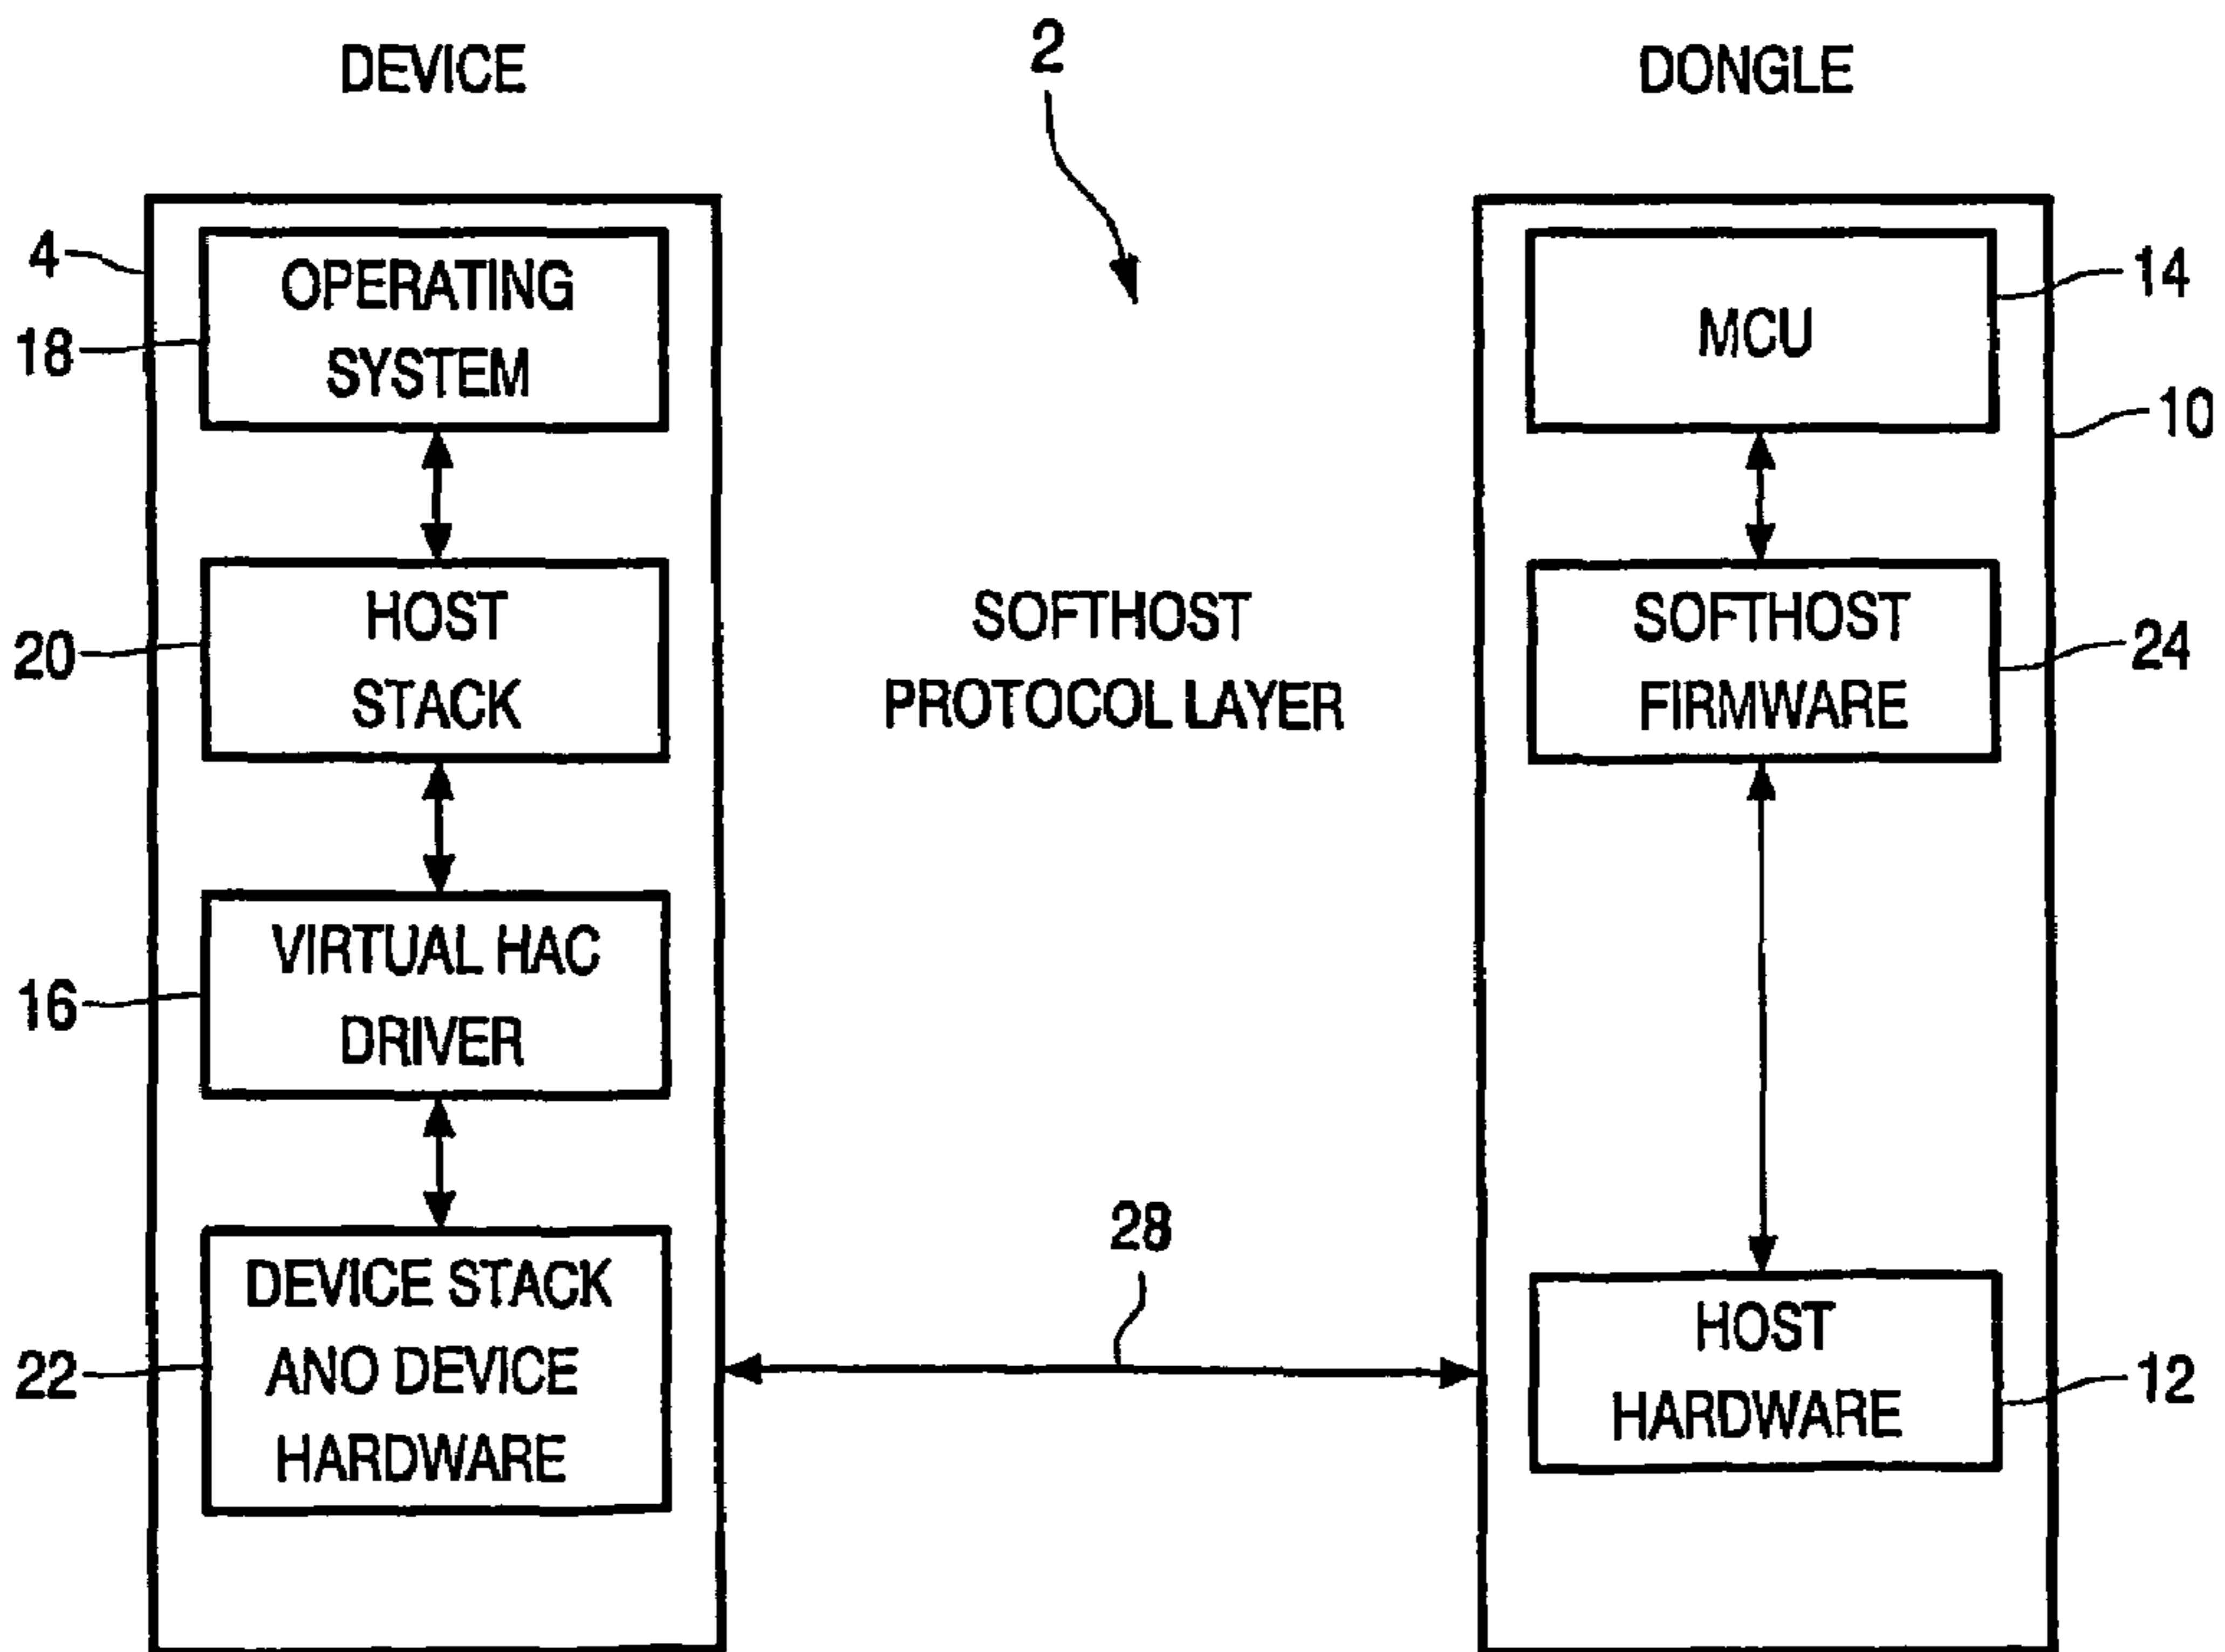 DEVICE
2
DONGLE
4
OPERATING
SYSTEM
18
MCU
14
10
HOST
STACK
20
SOFTHOST
PROTOCOL LAYER
SOFTHOST
FIRMWARE
24
VIRTUAL HAC
DRIVER
16
DEVICE STACK
ANO DEVICE
HARDWARE
22
28
HOST
HARDWARE
12